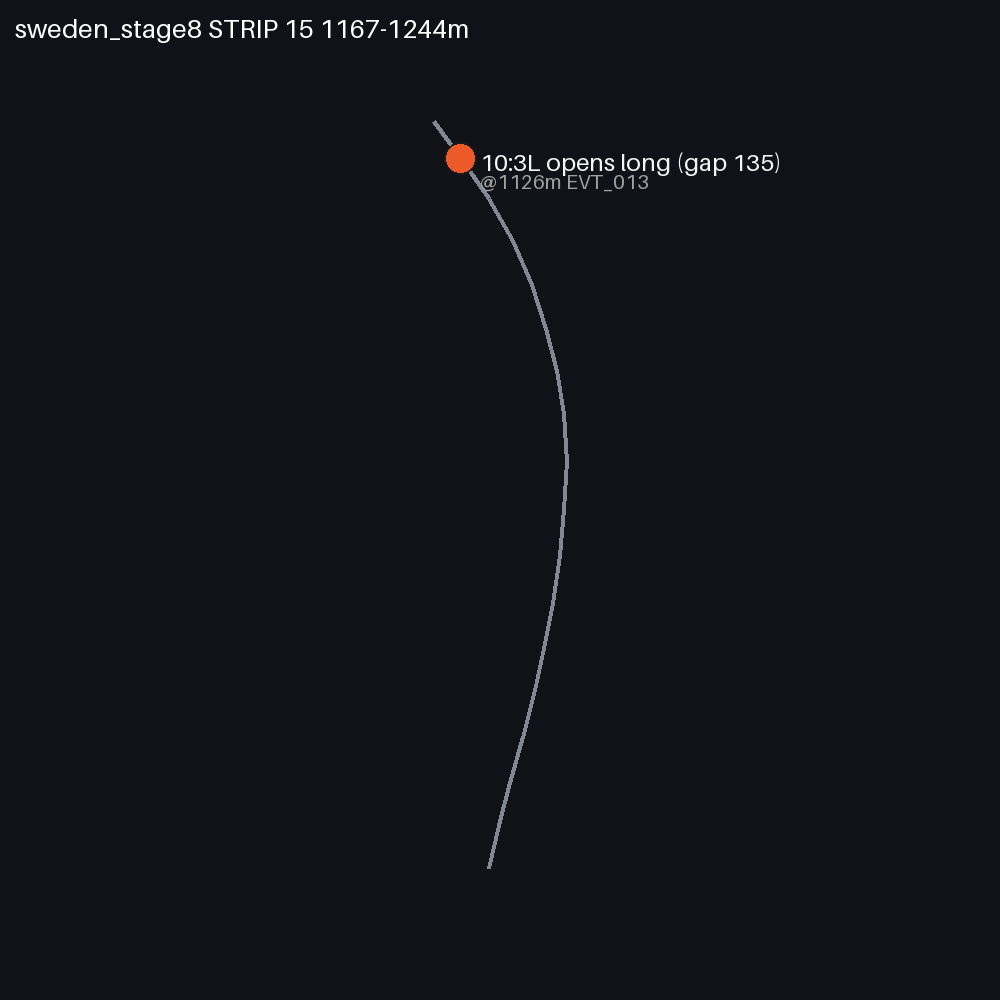 sweden_stage8 STRIP 15 1167-1244m
10:3L opens long (gap 135)
@1126m EVT_013